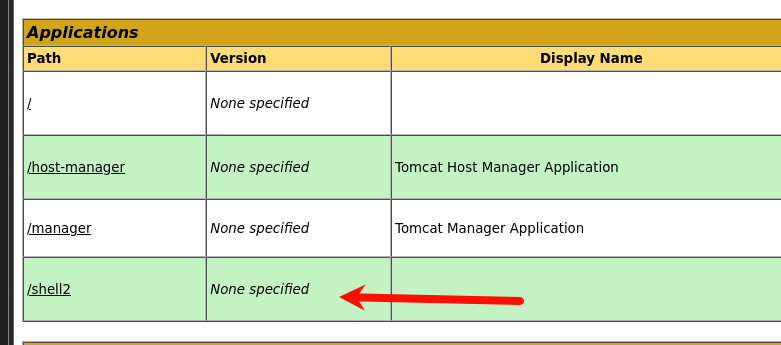 Applications
Path Version Display Name
/ None specified
/host-manager None specified Tomcat Host Manager Application
/manager None specified Tomcat Manager Application
/shell2 None specified